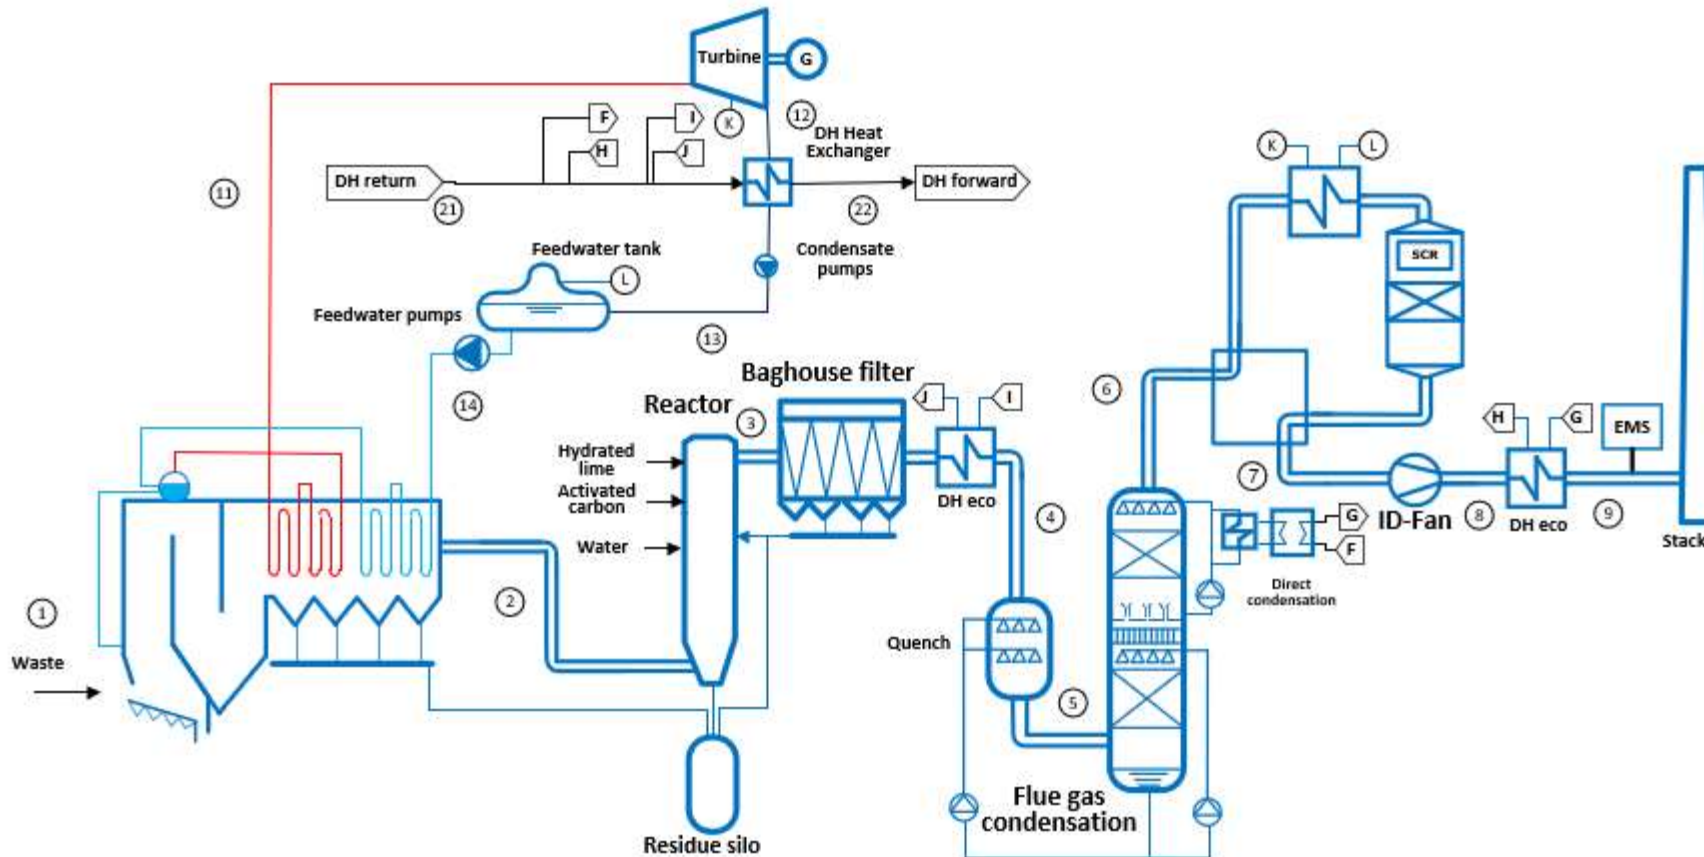 Turbine
G
K
12
F
H
I
J
DH Heat
Exchanger
DH return
DH forward
11
21
22
K
L
Feedwater tank
L
Condensate
pumps
Feedwater pumps
13
14
SCR
6
Baghouse filter
Reactor
3
J
I
H
G
EMS
Hydrated
lime
Activated
carbon
Water
DH eco
4
7
ID-Fan
8
DH eco
9
Stack
G
F
Direct
condensation
1
2
Waste
Quench
5
Flue gas
condensation
Residue silo